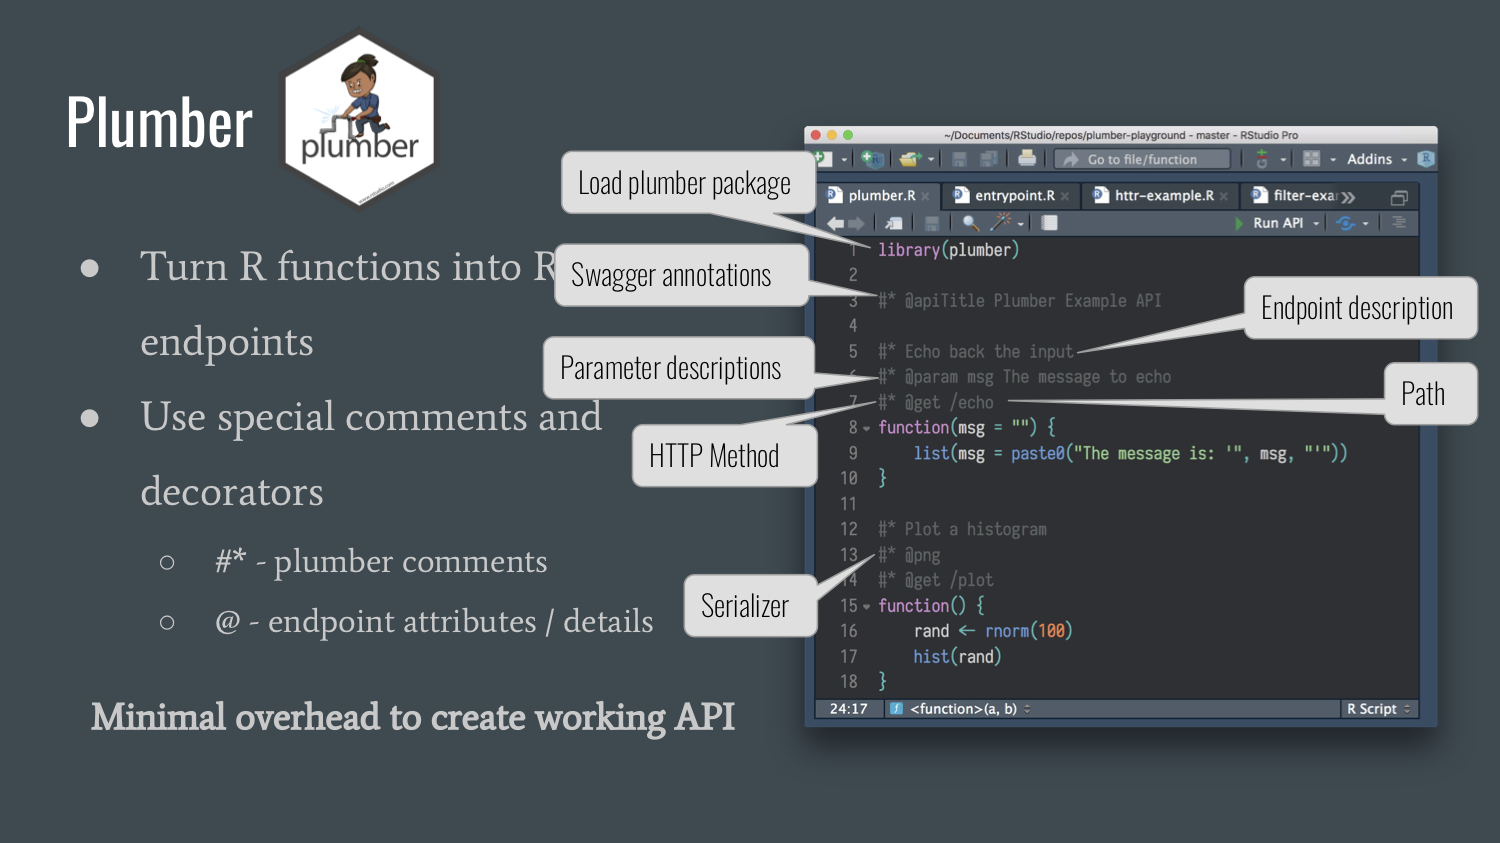 Plumber
plumber
● Turn R functions into R
endpoints
● Use special comments and
decorators
○ #* - plumber comments
○ @ - endpoint attributes / details
Minimal overhead to create working API
Load plumber package
Swagger annotations
Parameter descriptions
HTTP Method
Serializer
Endpoint description
Path
~/Documents/RStudio/repos/plumber-playground - master - RStudio Pro
Go to file/function
Addins
plumber.R
entrypoint.R
httr-example.R
filter-exa
Run API
1 library(plumber)
2
3 #* @apiTitle Plumber Example API
4
5 #* Echo back the input
#* @param msg The message to echo
7 #* @get /echo
8 function(msg = "") {
9 list(msg = paste0("The message is: '", msg, "'"))
10 }
11
12 #* Plot a histogram
13 #* @png
14 #* @get /plot
15 function() {
16 rand <- rnorm(100)
17 hist(rand)
18 }
24:17
<function>(a, b)
R Script